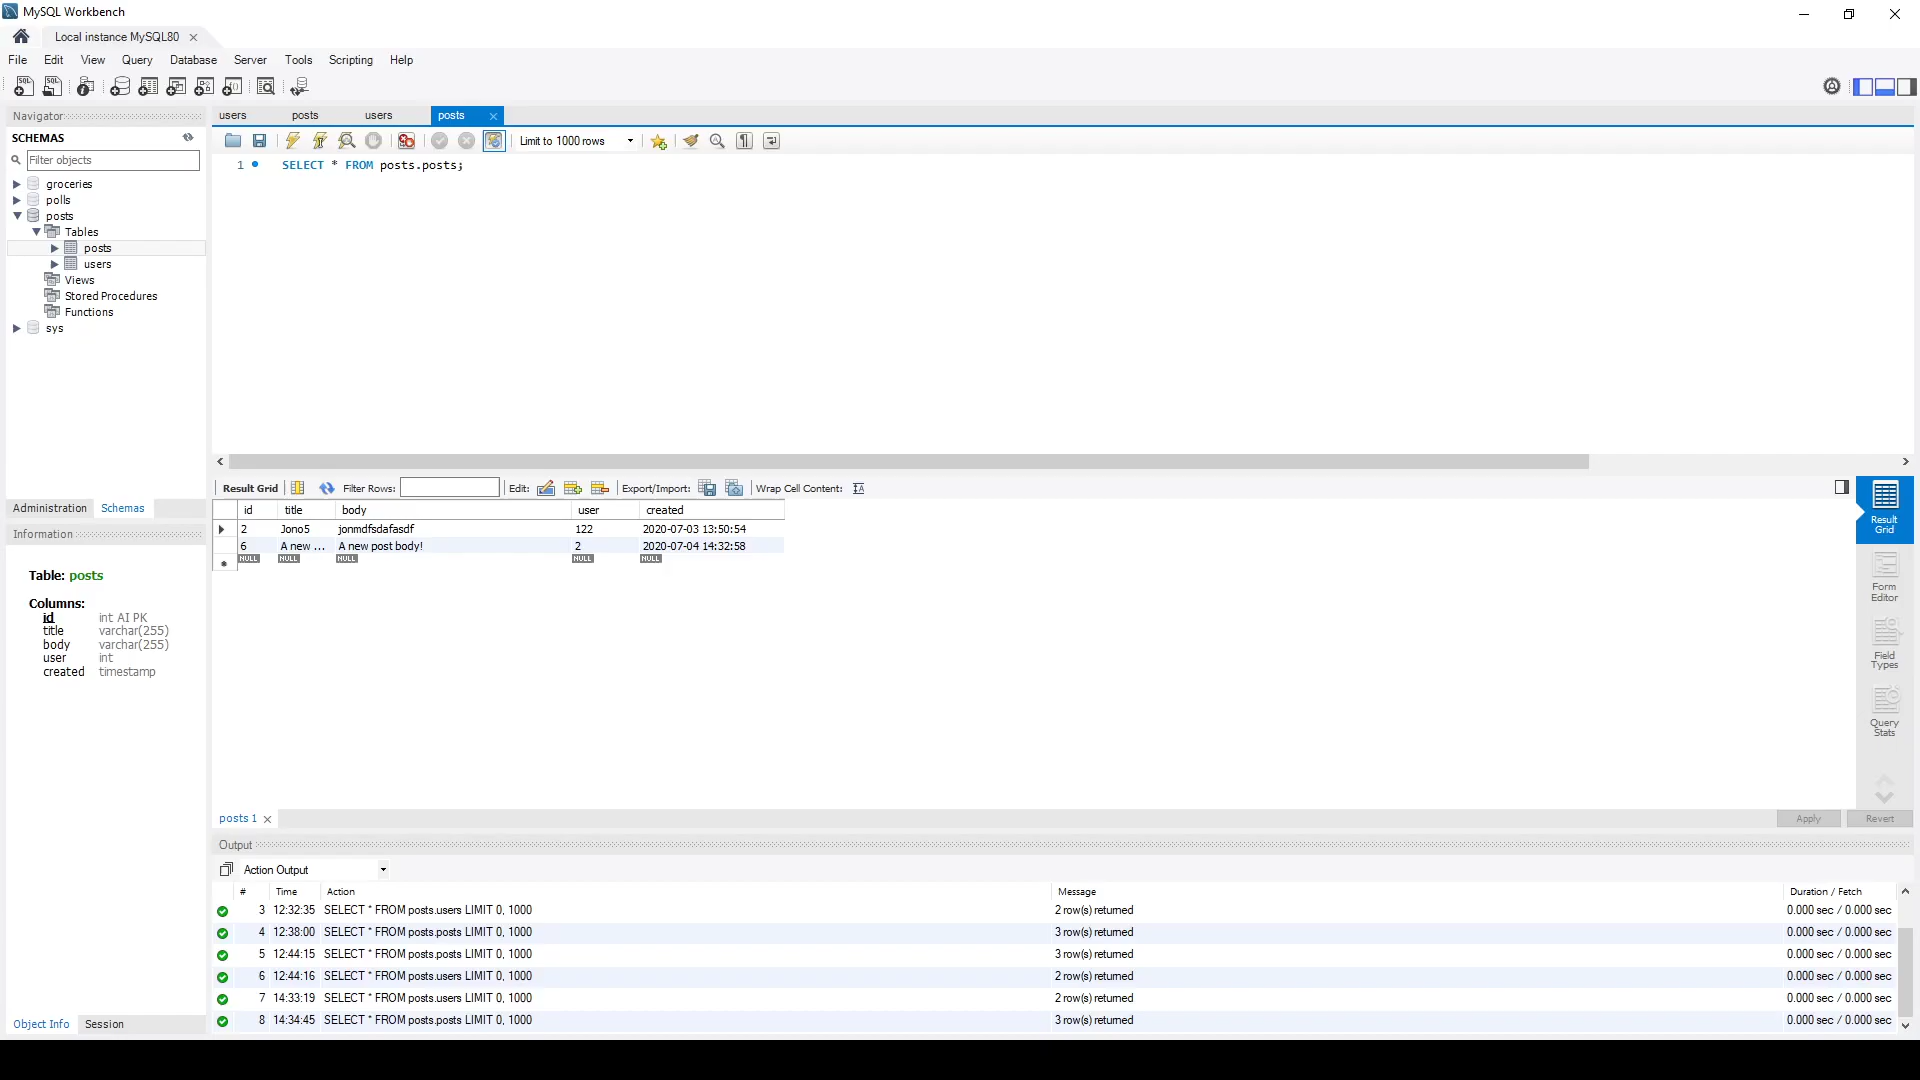 MySQL Workbench
Local instance MySQL80
File Edit View Query Database Server Tools Scripting Help
Navigator
SCHEMAS
Filter objects
groceries
polls
posts
Tables
posts
users
Views
Stored Procedures
Functions
sys
Administration Schemas
Information
Table: posts
Columns:
id int AI PK
title varchar(255)
body varchar(255)
user int
created timestamp
Object Info Session
users posts users posts
Limit to 1000 rows
1 SELECT * FROM posts.posts;
Result Grid Filter Rows: Edit: Export/Import: Wrap Cell Content:
id title body user created
2 Jono5 jonmdfsdafasdf 122 2020-07-03 13:50:54
6 A new ... A new post body! 2 2020-07-04 14:32:58
NULL NULL NULL NULL NULL
Result
Grid
Form
Editor
Field
Types
Query
Stats
posts 1 Apply Revert
Output
Action Output
# Time Action Message Duration / Fetch
3 12:32:35 SELECT * FROM posts.users LIMIT 0, 1000 2 row(s) returned 0.000 sec / 0.000 sec
4 12:38:00 SELECT * FROM posts.posts LIMIT 0, 1000 3 row(s) returned 0.000 sec / 0.000 sec
5 12:44:15 SELECT * FROM posts.posts LIMIT 0, 1000 3 row(s) returned 0.000 sec / 0.000 sec
6 12:44:16 SELECT * FROM posts.users LIMIT 0, 1000 2 row(s) returned 0.000 sec / 0.000 sec
7 14:33:19 SELECT * FROM posts.users LIMIT 0, 1000 2 row(s) returned 0.000 sec / 0.000 sec
8 14:34:45 SELECT * FROM posts.posts LIMIT 0, 1000 3 row(s) returned 0.000 sec / 0.000 sec